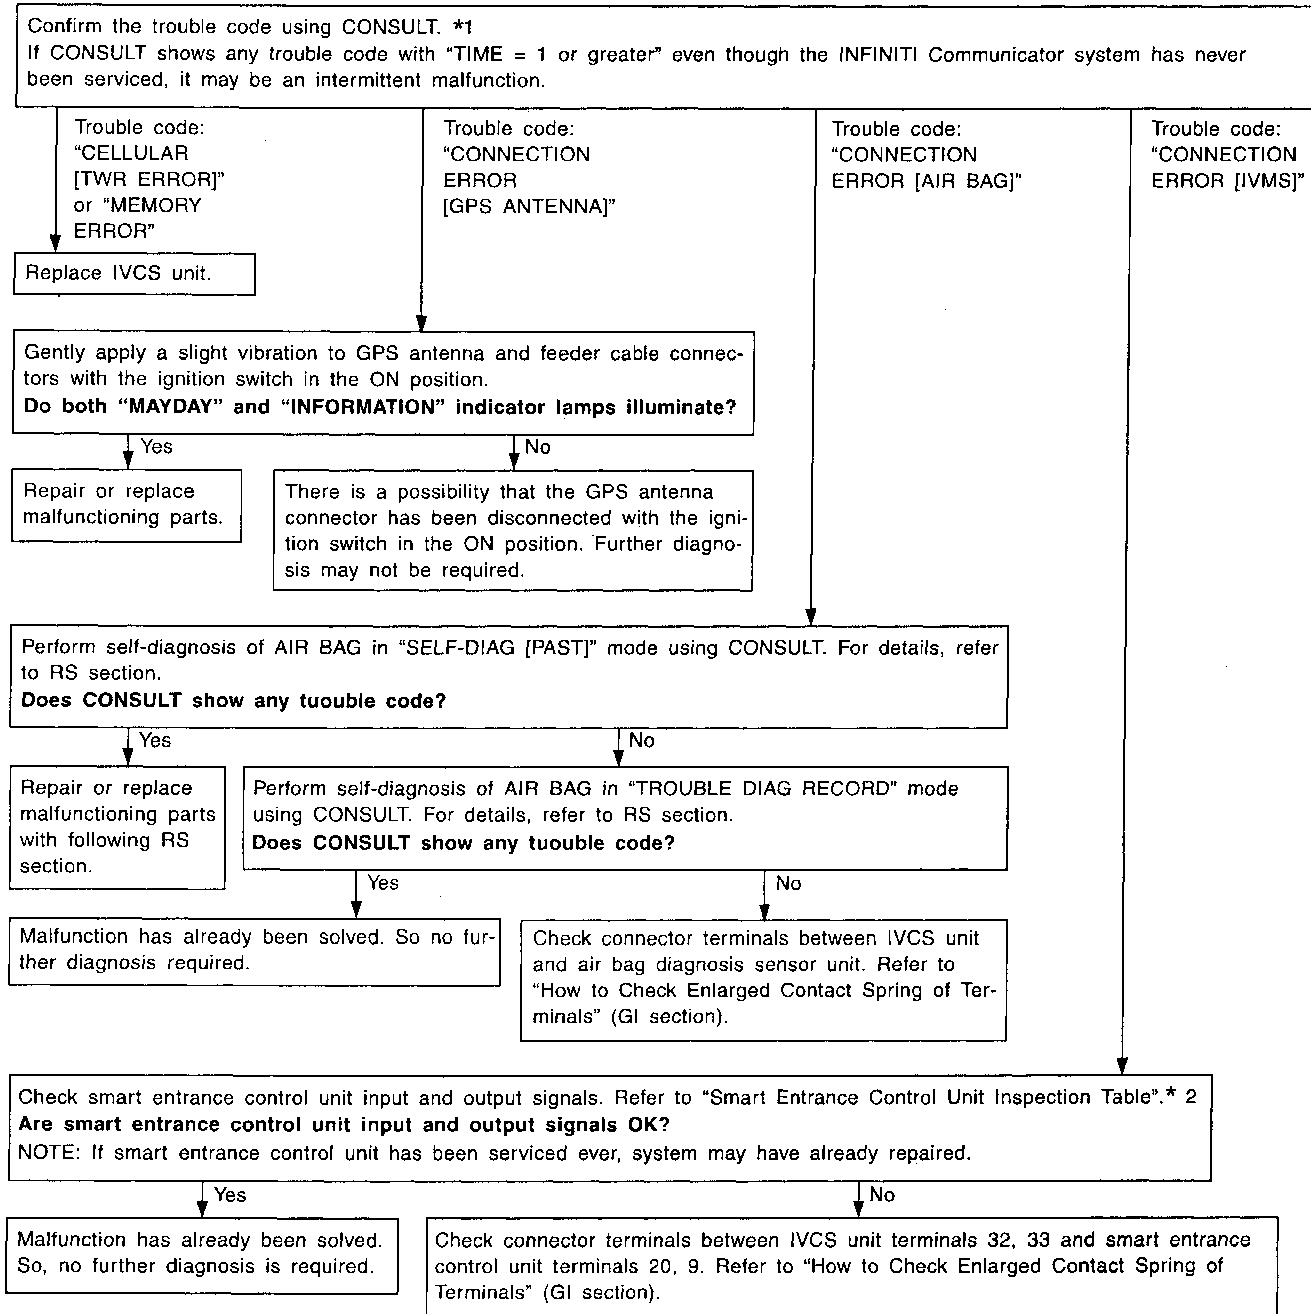 Confirm the trouble code using CONSULT. *1
If CONSULT shows any trouble code with “TIME = 1 or greater” even though the INFINITI Communicator system has never
been serviced, it may be an intermittent malfunction.
Trouble code:
“CELLULAR
[TWR ERROR]”
or “MEMORY
ERROR”
Trouble code:
“CONNECTION
ERROR
[GPS ANTENNA]”
Trouble code:
“CONNECTION
ERROR [AIR BAG]”
Trouble code:
“CONNECTION
ERROR [IVMS]”
Replace IVCS unit.
Gently apply a slight vibration to GPS antenna and feeder cable connec-
tors with the ignition switch in the ON position.
Do both “MAYDAY” and “INFORMATION” indicator lamps illuminate?
Yes
No
Repair or replace
malfunctioning parts.
There is a possibility that the GPS antenna
connector has been disconnected with the igni-
tion switch in the ON position. Further diagno-
sis may not be required.
Perform self-diagnosis of AIR BAG in “SELF-DIAG [PAST]” mode using CONSULT. For details, refer
to RS section.
Does CONSULT show any tuouble code?
Yes
No
Repair or replace
malfunctioning parts
with following RS
section.
Perform self-diagnosis of AIR BAG in “TROUBLE DIAG RECORD” mode
using CONSULT. For details, refer to RS section.
Does CONSULT show any tuouble code?
Yes
No
Malfunction has already been solved. So no fur-
ther diagnosis required.
Check connector terminals between IVCS unit
and air bag diagnosis sensor unit. Refer to
“How to Check Enlarged Contact Spring of Ter-
minals” (GI section).
Check smart entrance control unit input and output signals. Refer to “Smart Entrance Control Unit Inspection Table”.* 2
Are smart entrance control unit input and output signals OK?
NOTE: If smart entrance control unit has been serviced ever, system may have already repaired.
Yes
No
Malfunction has already been solved.
So, no further diagnosis is required.
Check connector terminals between IVCS unit terminals 32, 33 and smart entrance
control unit terminals 20, 9. Refer to “How to Check Enlarged Contact Spring of
Terminals” (GI section).